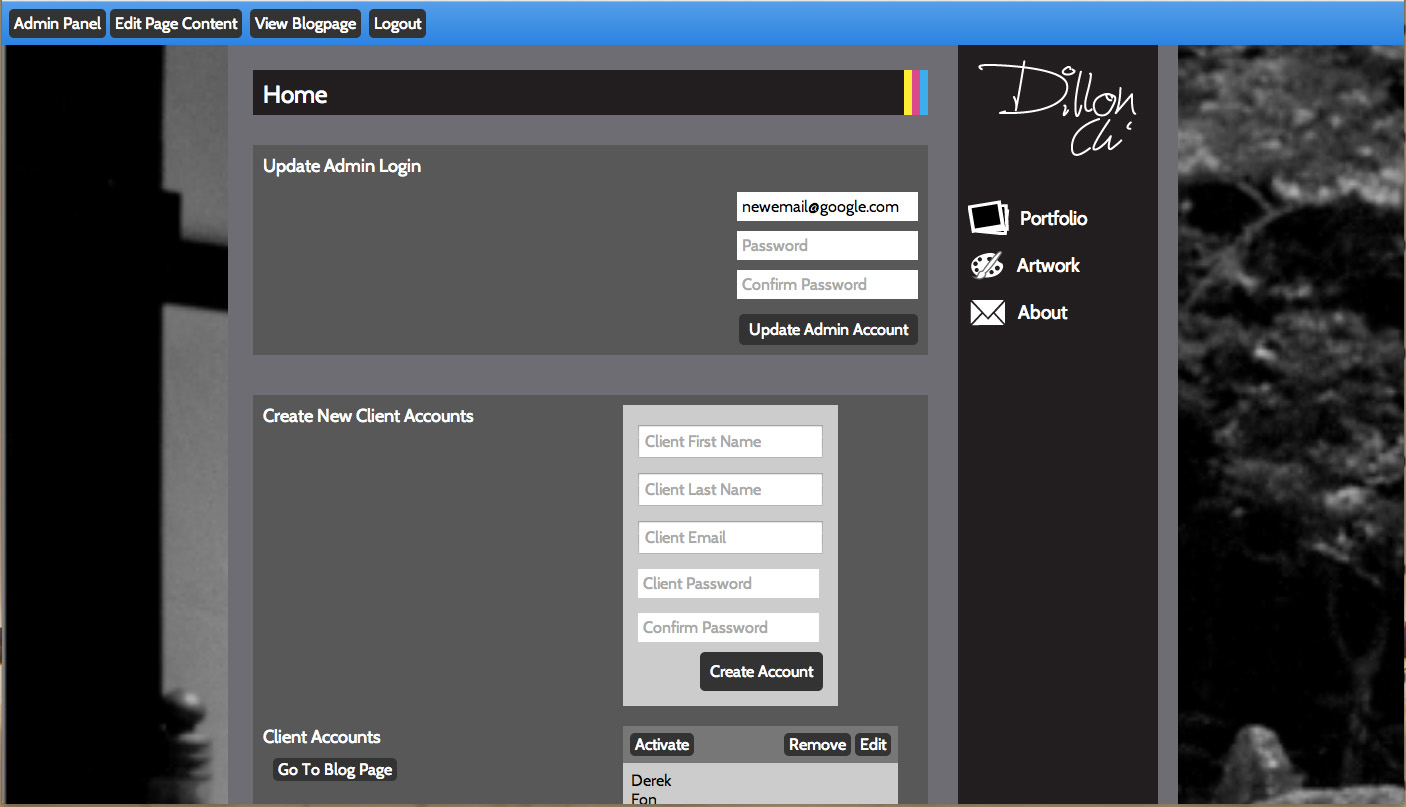 Admin Panel Edit Page Content View Blogpage Logout
Home
Update Admin Login
newemail@google.com
Password
Confirm Password
Update Admin Account
Create New Client Accounts
Client First Name
Client Last Name
Client Email
Client Password
Confirm Password
Create Account
Client Accounts
Go To Blog Page
Activate Remove Edit
Derek
Fon
Dillon
Chi
Portfolio
Artwork
About